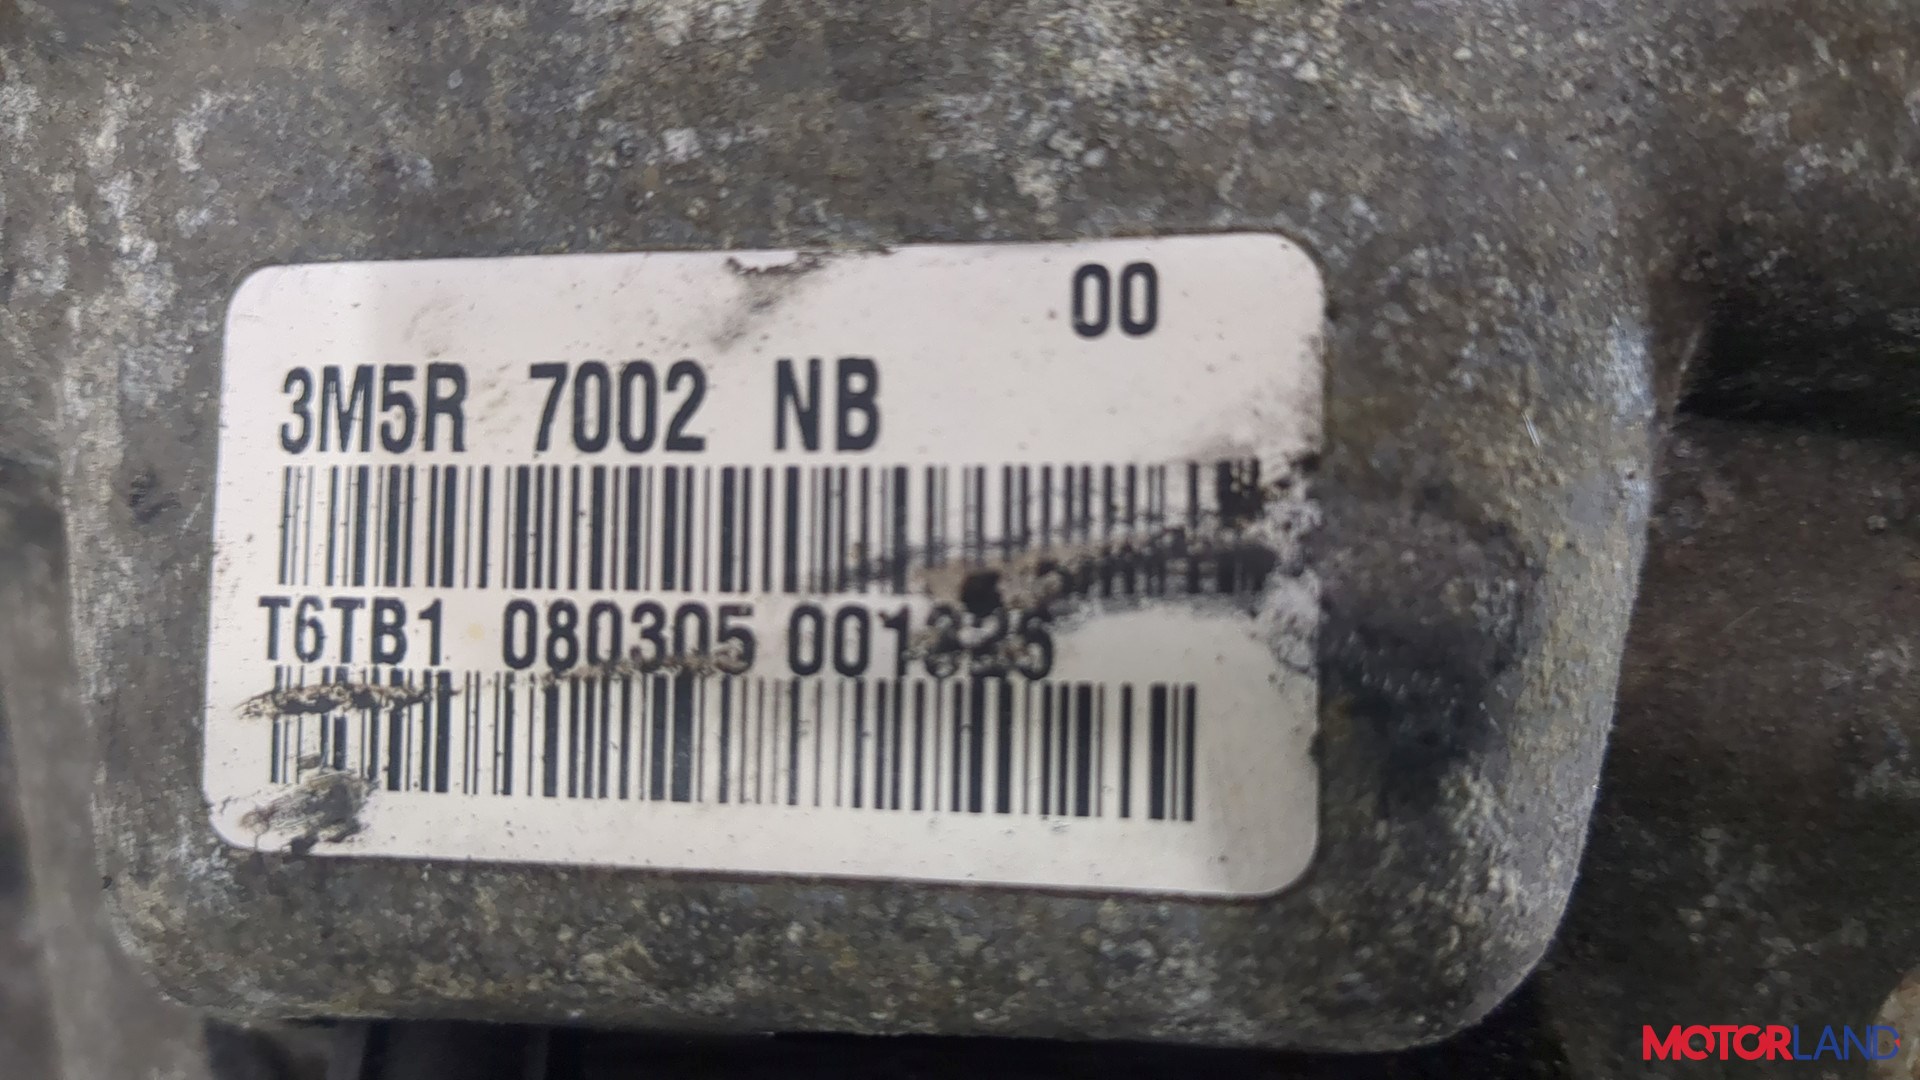 00
3M5R 7002 NB
T6TB1 080305
MOTORLAND